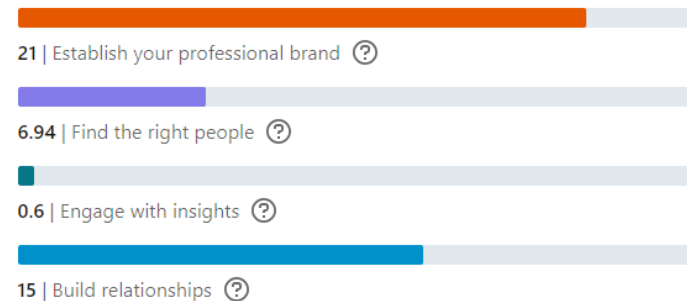 21 | Establish your professional brand ?
6.94 | Find the right people ?
0.6 | Engage with insights ?
15 | Build relationships ?